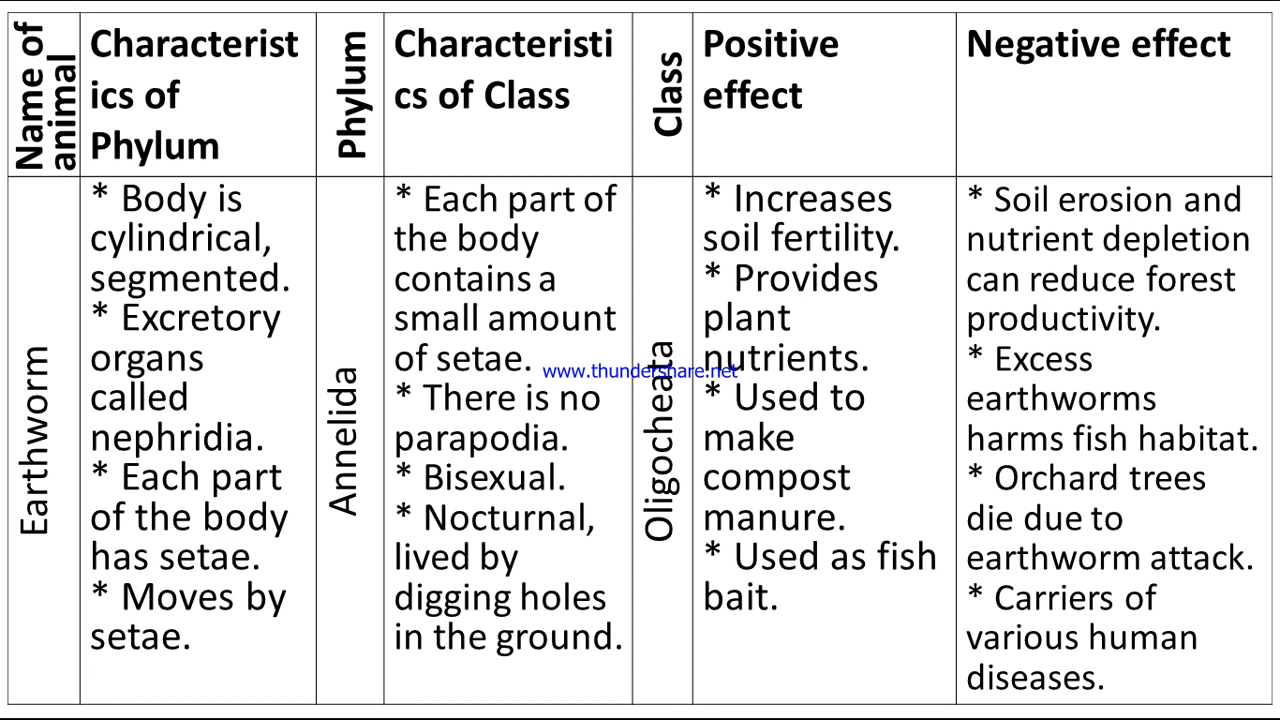 Name of
animal
Characterist
ics of
Phylum
Phylum
Characteristi
cs of Class
Class
Positive
effect
Negative effect
Earthworm
* Body is
cylindrical,
segmented.
* Excretory
organs
called
nephridia.
* Each part
of the body
has setae.
* Moves by
setae.
Annelida
* Each part of
the body
contains a
small amount
of setae.
* There is no
parapodia.
* Bisexual.
* Nocturnal,
lived by
digging holes
in the ground.
Oligocheata
* Increases
soil fertility.
* Provides
plant
nutrients.
* Used to
make
compost
manure.
* Used as fish
bait.
* Soil erosion and
nutrient depletion
can reduce forest
productivity.
* Excess
earthworms
harms fish habitat.
* Orchard trees
die due to
earthworm attack.
* Carriers of
various human
diseases.
www.thundershare.net